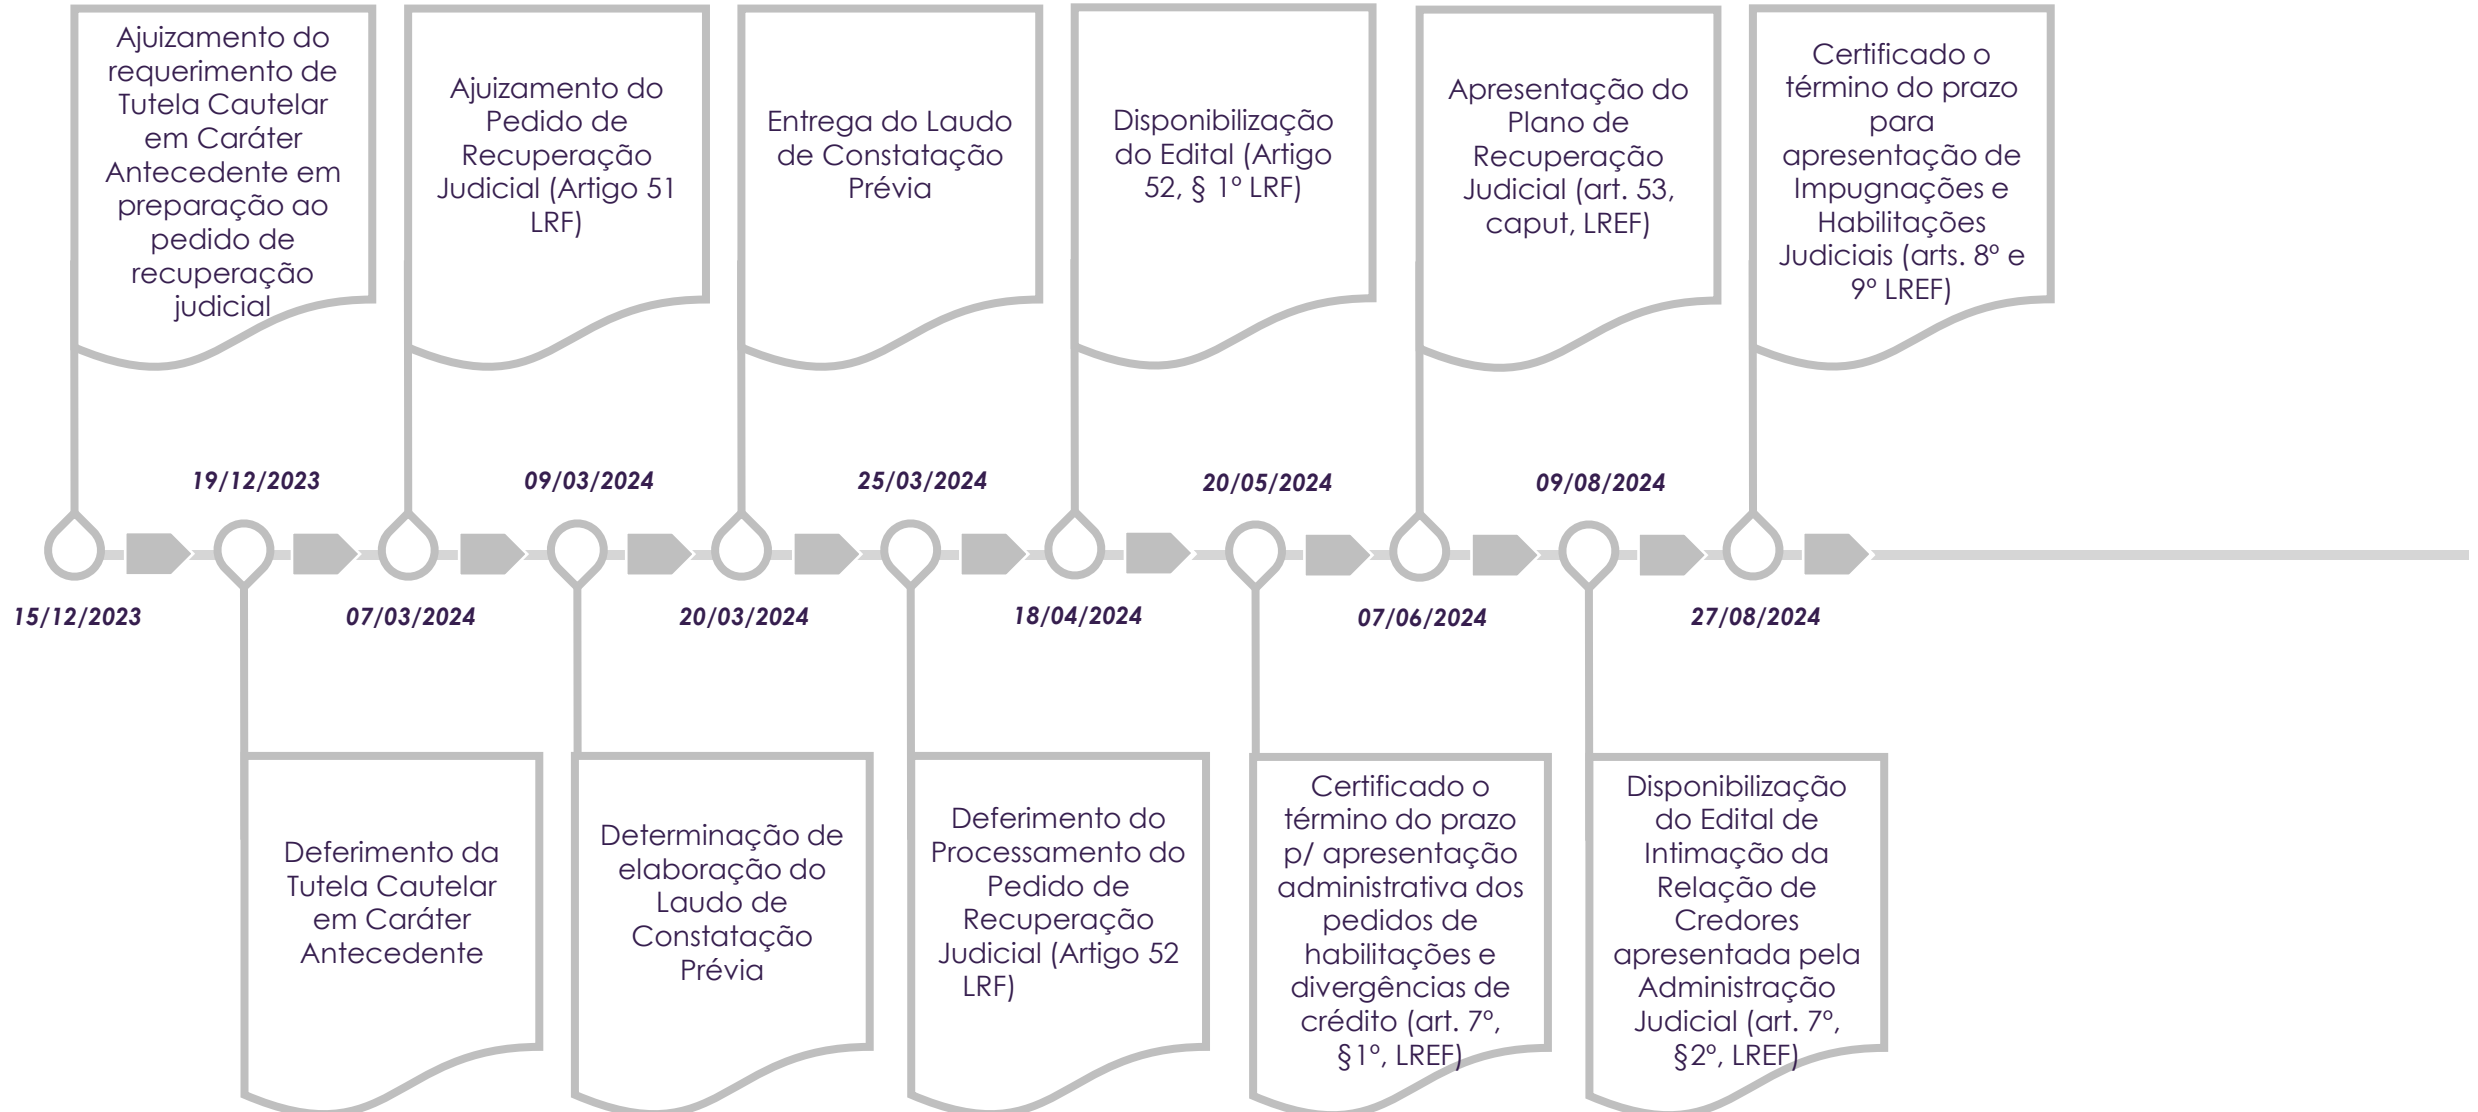 Ajuizamento do
requerimento de
Tutela Cautelar
em Caráter
Antecedente em
preparação ao
pedido de
recuperação
judicial
Ajuizamento do
Pedido de
Recuperação
Judicial (Artigo 51
LRF)
Entrega do Laudo
de Constatação
Prévia
Disponibilização
do Edital (Artigo
52, § 1º LRF)
Apresentação do
Plano de
Recuperação
Judicial (art. 53,
caput, LREF)
Certificado o
término do prazo
para
apresentação de
Impugnações e
Habilitações
Judiciais (arts. 8º e
9º LREF)
19/12/2023
09/03/2024
25/03/2024
20/05/2024
09/08/2024
15/12/2023
07/03/2024
20/03/2024
18/04/2024
07/06/2024
27/08/2024
Deferimento da
Tutela Cautelar
em Caráter
Antecedente
Determinação de
elaboração do
Laudo de
Constatação
Prévia
Deferimento do
Processamento do
Pedido de
Recuperação
Judicial (Artigo 52
LRF)
Certificado o
término do prazo
p/ apresentação
administrativa dos
pedidos de
habilitações e
divergências de
crédito (art. 7º,
§1º, LREF)
Disponibilização
do Edital de
Intimação da
Relação de
Credores
apresentada pela
Administração
Judicial (art. 7º,
§2º, LREF)